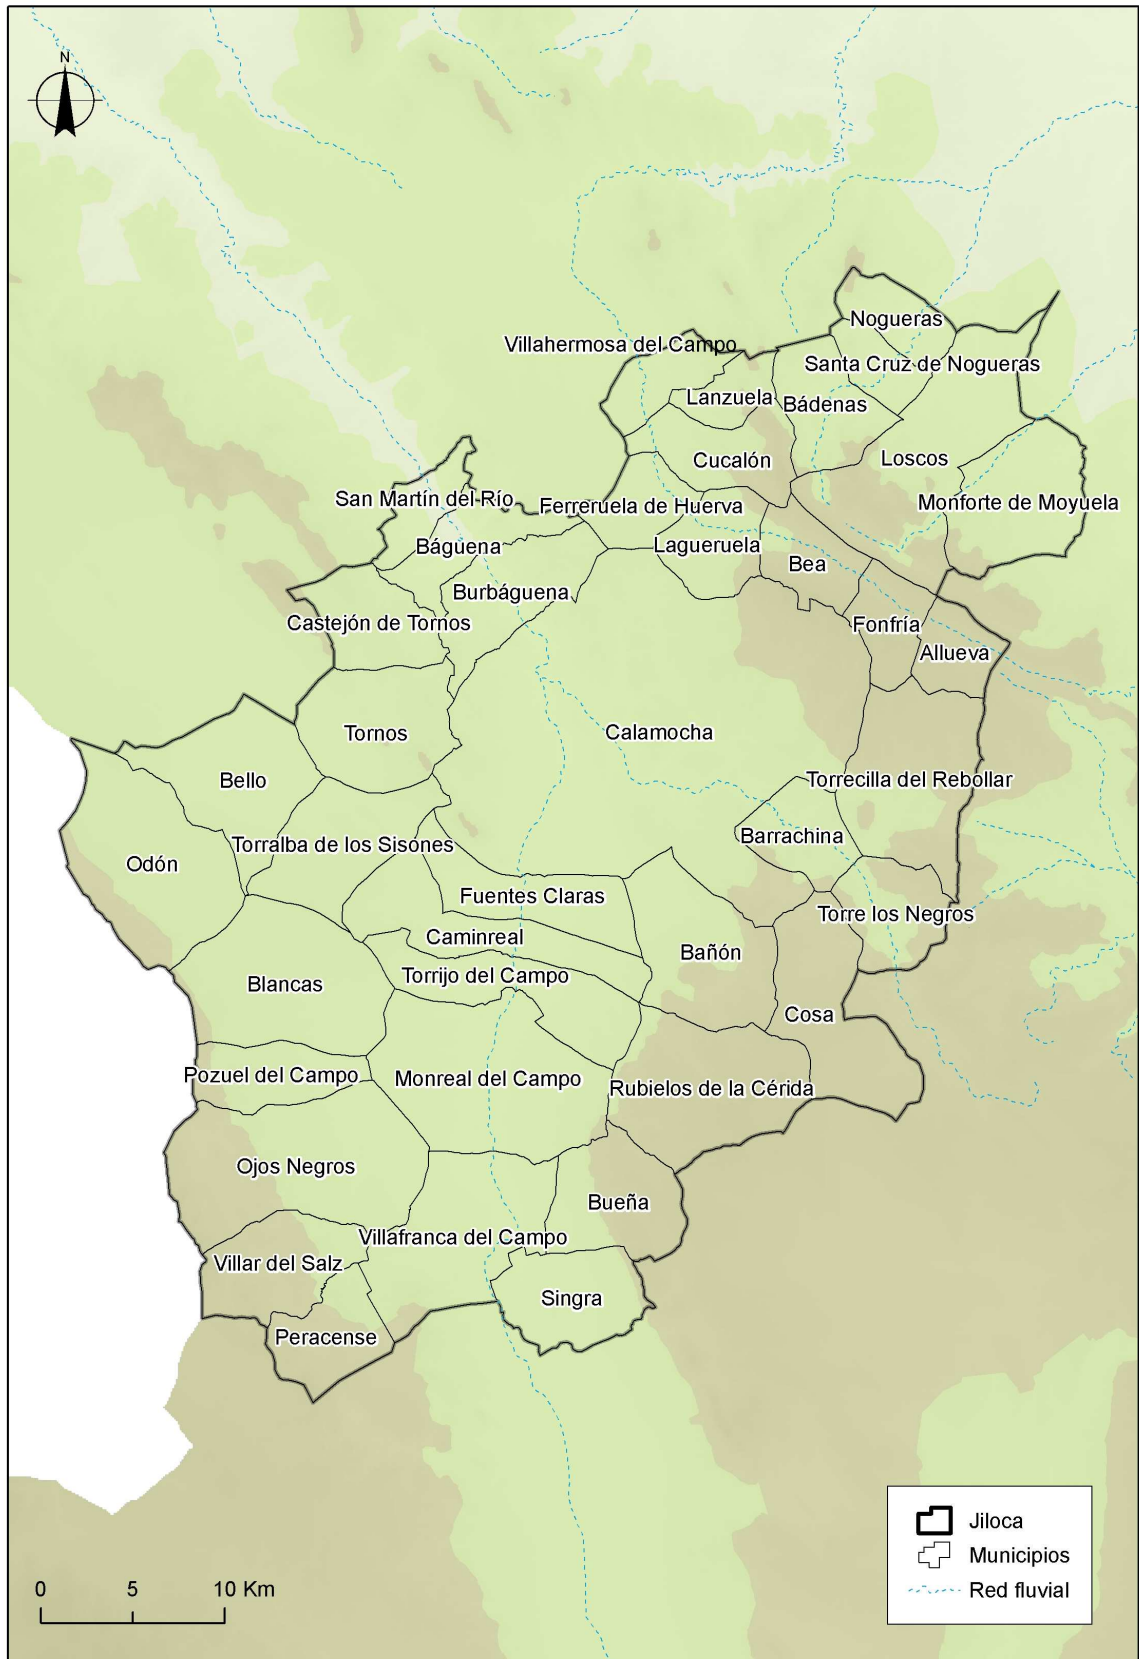 N
Nogueras
Villahermosa del Campo
Santa Cruz de Nogueras
Lanzuela
Bádenas
Cucalón
Loscos
San Martín del Río
Ferreruela de Huerva
Monforte de Moyuela
Báguena
Lagueruela
Bea
Burbáguena
Castejón de Tornos
Fonfría
Allueva
Tornos
Calamocha
Bello
Torrecilla del Rebollar
Barrachina
Torralba de los Sisones
Odón
Fuentes Claras
Torre los Negros
Caminreal
Bañón
Torrijo del Campo
Blancas
Cosa
Pozuel del Campo
Monreal del Campo
Rubielos de la Cérida
Ojos Negros
Bueña
Villafranca del Campo
Villar del Salz
Singra
Peracense
Jiloca
Municipios
Red fluvial
0 5 10 Km